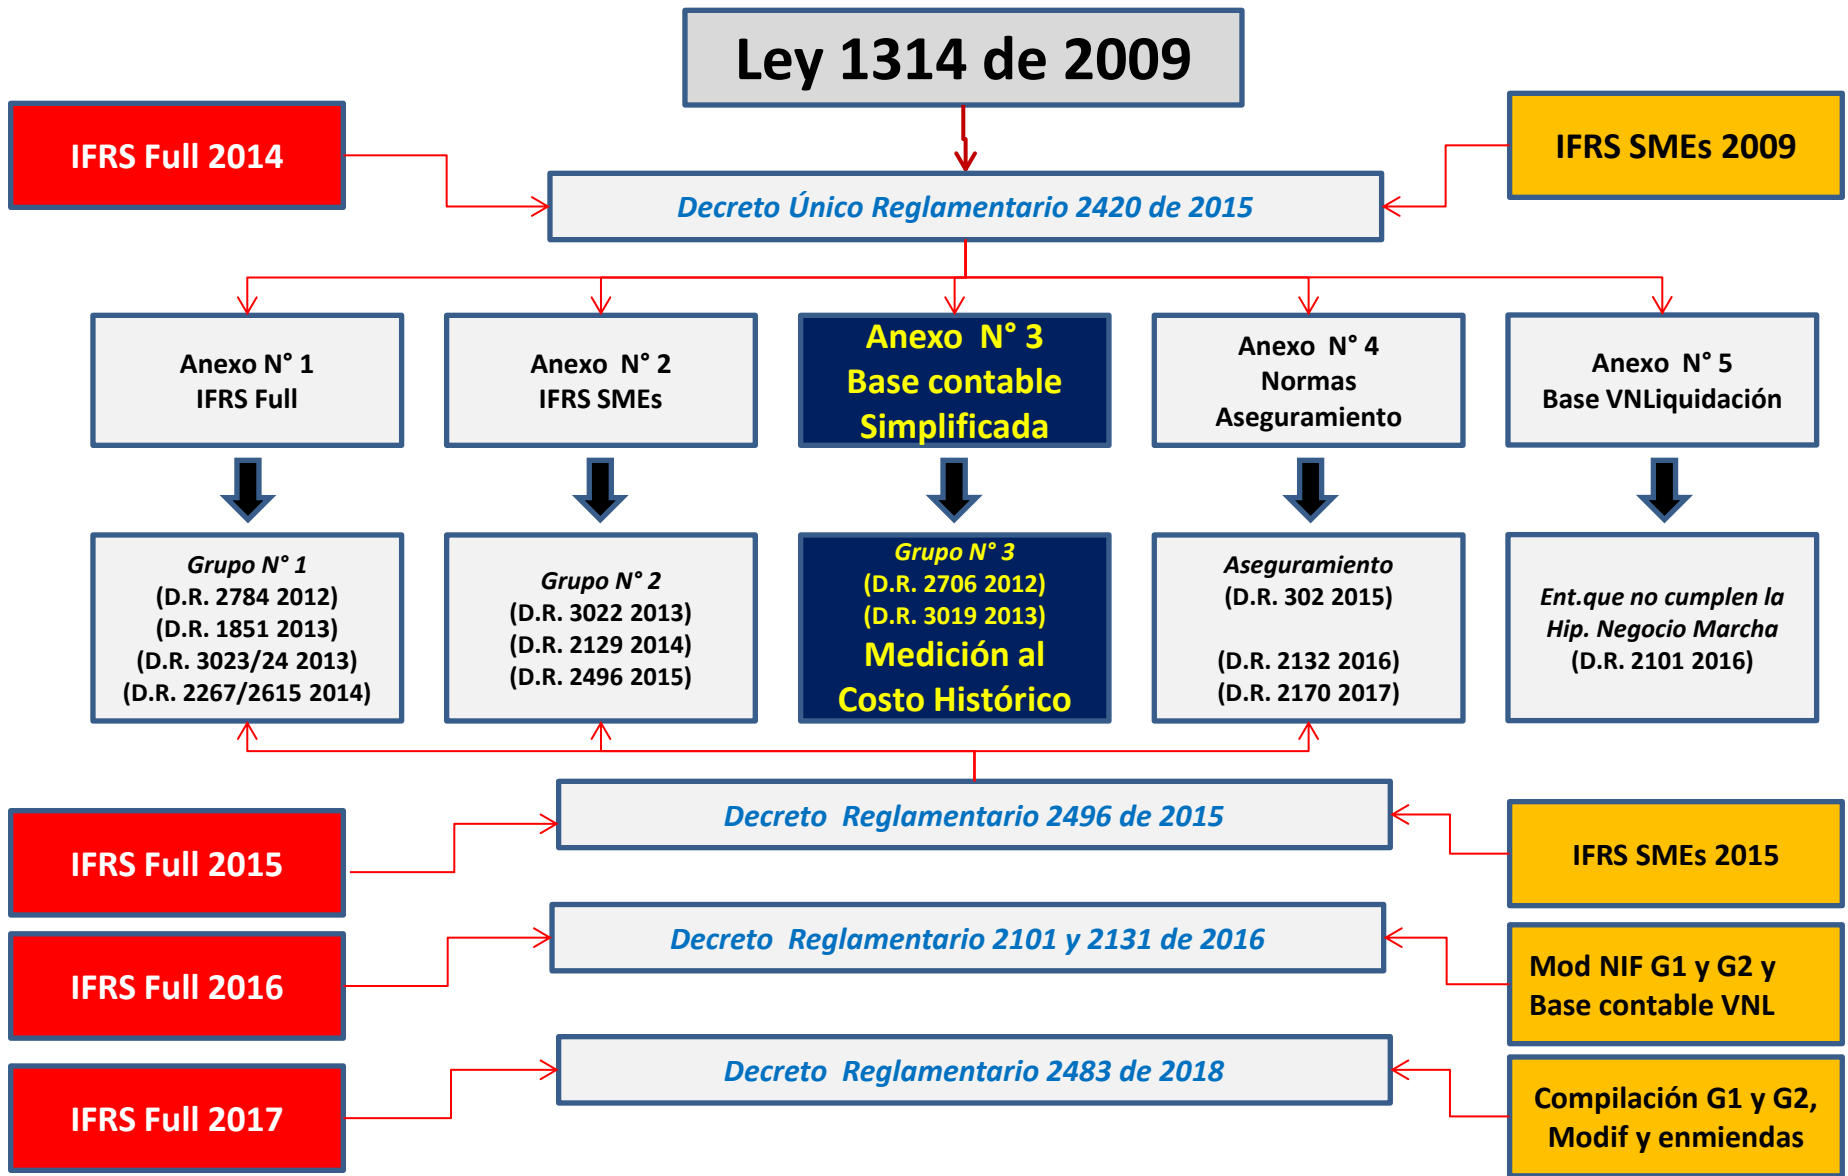 Ley 1314 de 2009
IFRS Full 2014
IFRS SMEs 2009
Decreto Único Reglamentario 2420 de 2015
Anexo N° 1
IFRS Full
Anexo N° 2
IFRS SMEs
Anexo N° 3
Base contable
Simplificada
Anexo N° 4
Normas
Aseguramiento
Anexo N° 5
Base VNLiquidación
Grupo N° 1
(D.R. 2784 2012)
(D.R. 1851 2013)
(D.R. 3023/24 2013)
(D.R. 2267/2615 2014)
Grupo N° 2
(D.R. 3022 2013)
(D.R. 2129 2014)
(D.R. 2496 2015)
Grupo N° 3
(D.R. 2706 2012)
(D.R. 3019 2013)
Medición al
Costo Histórico
Aseguramiento
(D.R. 302 2015)
(D.R. 2132 2016)
(D.R. 2170 2017)
Ent.que no cumplen la
Hip. Negocio Marcha
(D.R. 2101 2016)
Decreto Reglamentario 2496 de 2015
IFRS Full 2015
IFRS SMEs 2015
Decreto Reglamentario 2101 y 2131 de 2016
IFRS Full 2016
Mod NIF G1 y G2 y
Base contable VNL
Decreto Reglamentario 2483 de 2018
IFRS Full 2017
Compilación G1 y G2,
Modif y enmiendas